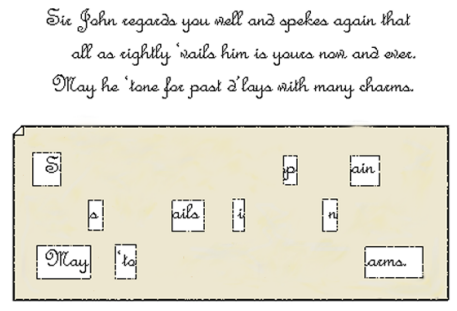 Sir John regards you well and spekes again that
all as rightly 'vails him is yours now and ever.
May he 'tone for past d'lays with many charms.
S p ain
s ails i n
May 'to arms.